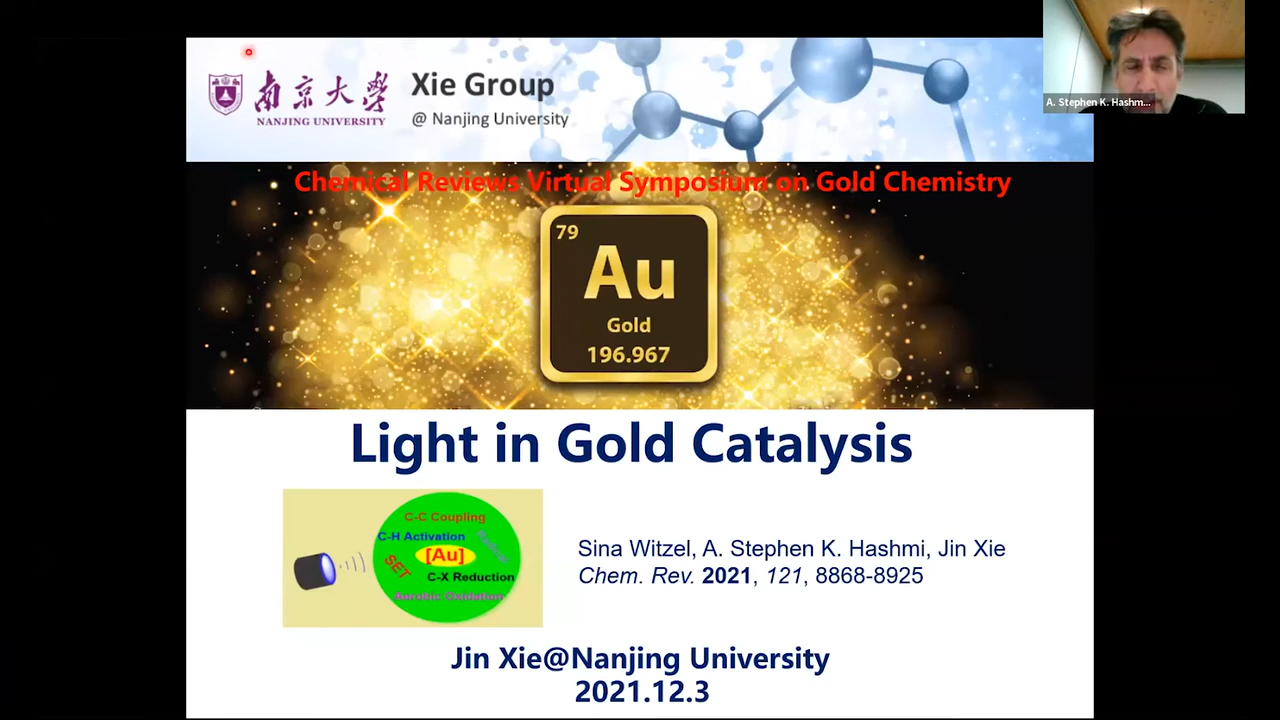 南京大學
NANJING UNIVERSITY
Xie Group
@ Nanjing University
A. Stephen K. Hashm...
Chemical Reviews Virtual Symposium on Gold Chemistry
79
Au
Gold
196.967
Light in Gold Catalysis
C-C Coupling
C-H Activation
[Au]
SET
C-X Reduction
Sina Witzel, A. Stephen K. Hashmi, Jin Xie
Chem. Rev. 2021, 121, 8868-8925
Jin Xie@Nanjing University
2021.12.3